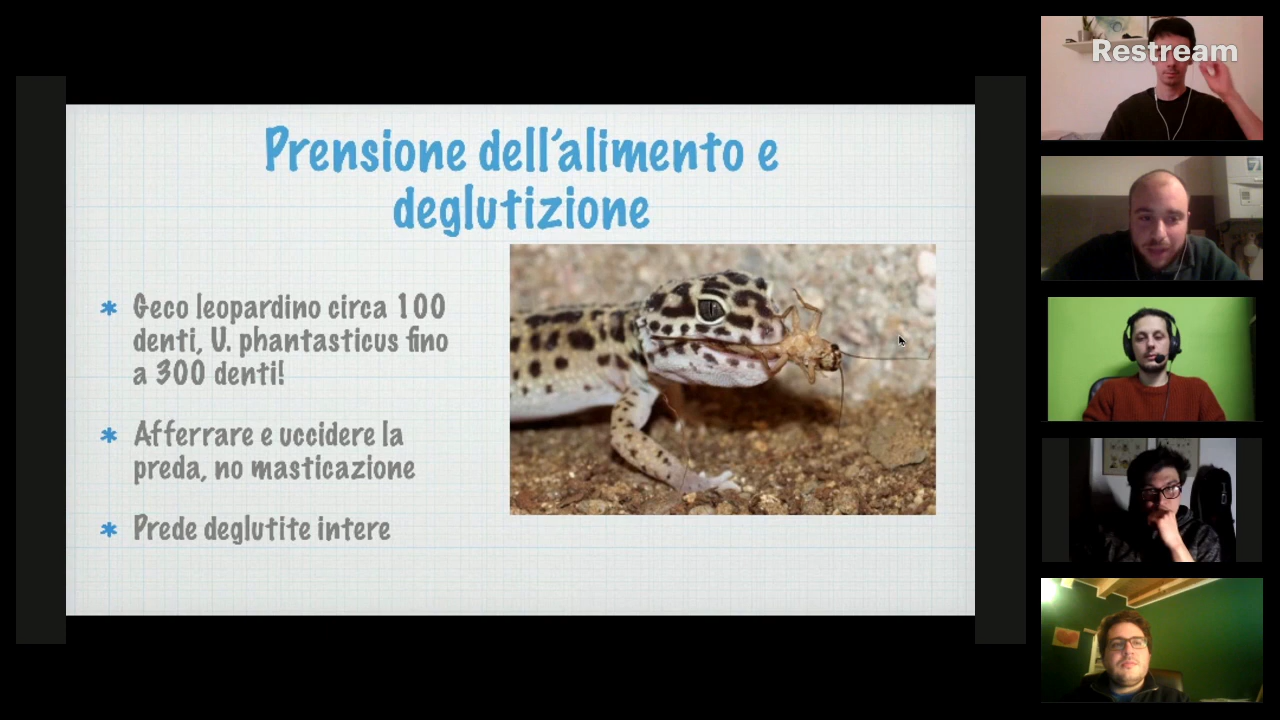 Prensione dell'alimento e
deglutizione
* Geco leopardino circa 100
denti, U. phantasticus fino
a 300 denti!
* Afferrare e uccidere la
preda, no masticazione
* Prede deglutite intere
Restream